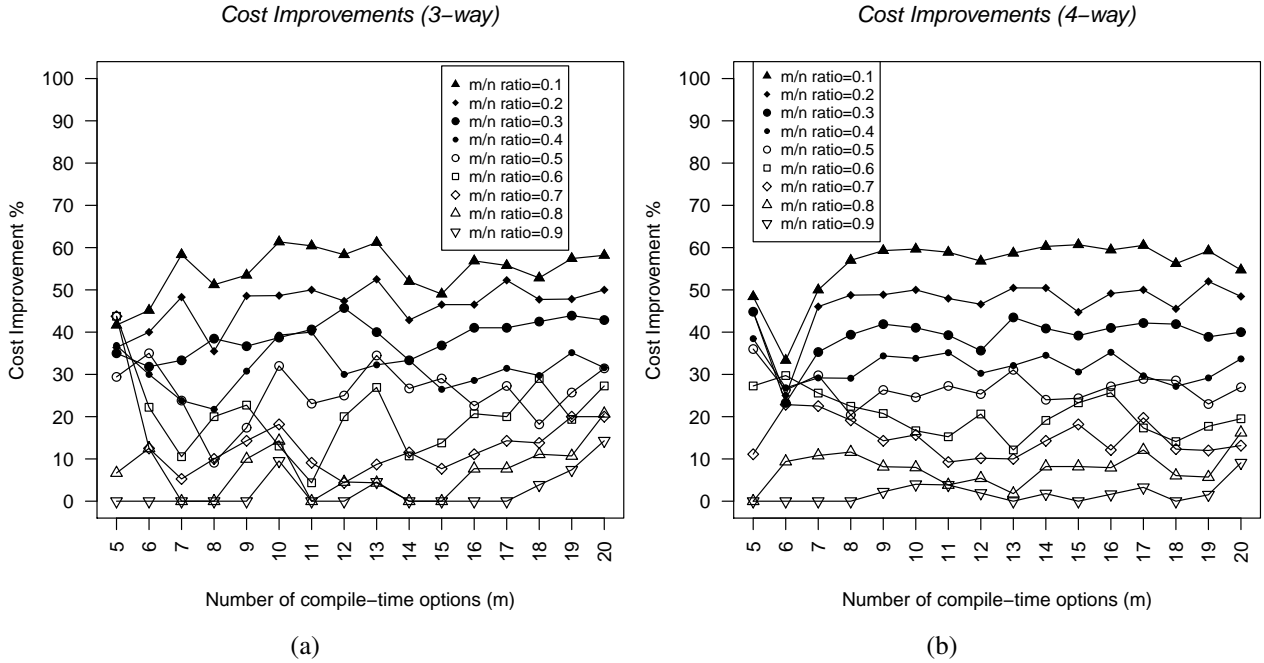 Cost Improvements (3−way)
Cost Improvement %
100
90
80
70
60
50
40
30
20
10
0
m/n ratio=0.1
m/n ratio=0.2
m/n ratio=0.3
m/n ratio=0.4
m/n ratio=0.5
m/n ratio=0.6
m/n ratio=0.7
m/n ratio=0.8
m/n ratio=0.9
5 6 7 8 9 10 11 12 13 14 15 16 17 18 19 20
Number of compile−time options (m)
(a)
Cost Improvements (4−way)
Cost Improvement %
100
90
80
70
60
50
40
30
20
10
0
m/n ratio=0.1
m/n ratio=0.2
m/n ratio=0.3
m/n ratio=0.4
m/n ratio=0.5
m/n ratio=0.6
m/n ratio=0.7
m/n ratio=0.8
m/n ratio=0.9
5 6 7 8 9 10 11 12 13 14 15 16 17 18 19 20
Number of compile−time options (m)
(b)